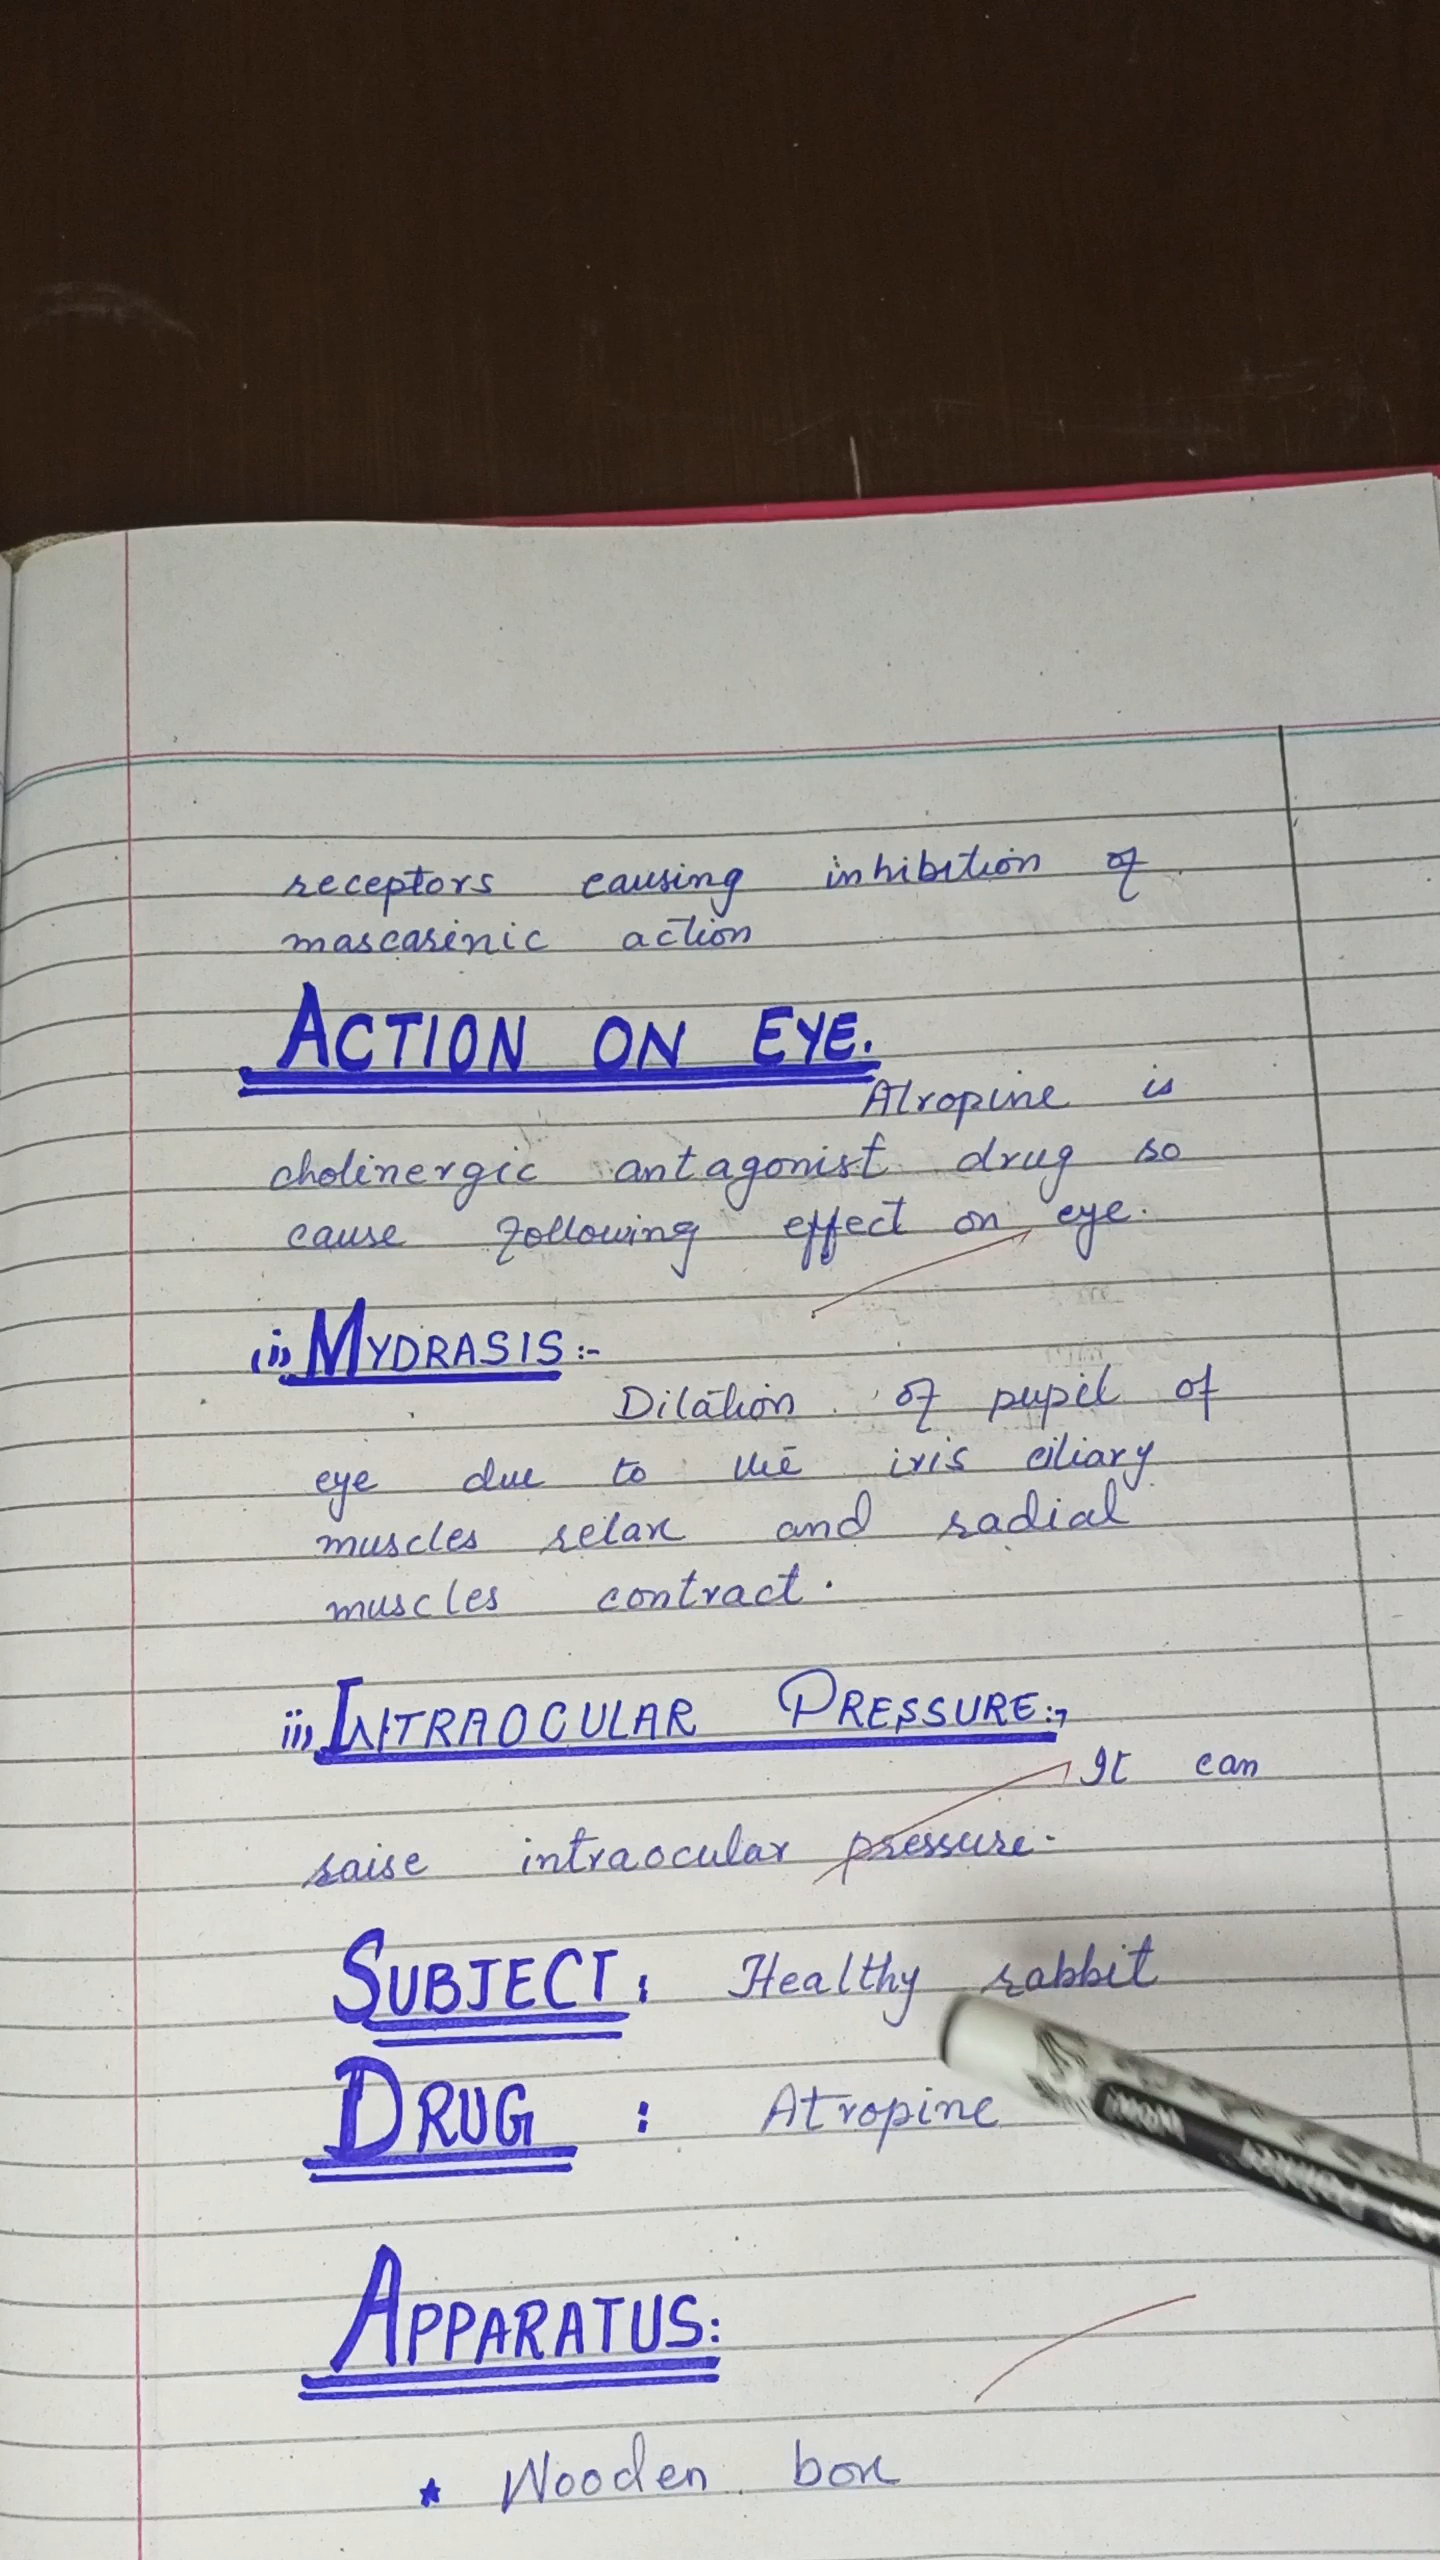 receptors causing inhibition of
mascarinic action
ACTION ON EYE.
Atropine is
cholinergic antagonist drug so
cause following effect on eye.
(i) MYDRASIS:-
Dilation of pupil of
eye due to the iris ciliary
muscles relax and radial
muscles contract.
ii) INTRAOCULAR PRESSURE:-
It can
raise intraocular pressure.
SUBJECT: Healthy rabbit
DRUG : Atropine
APPARATUS:
★ Wooden box